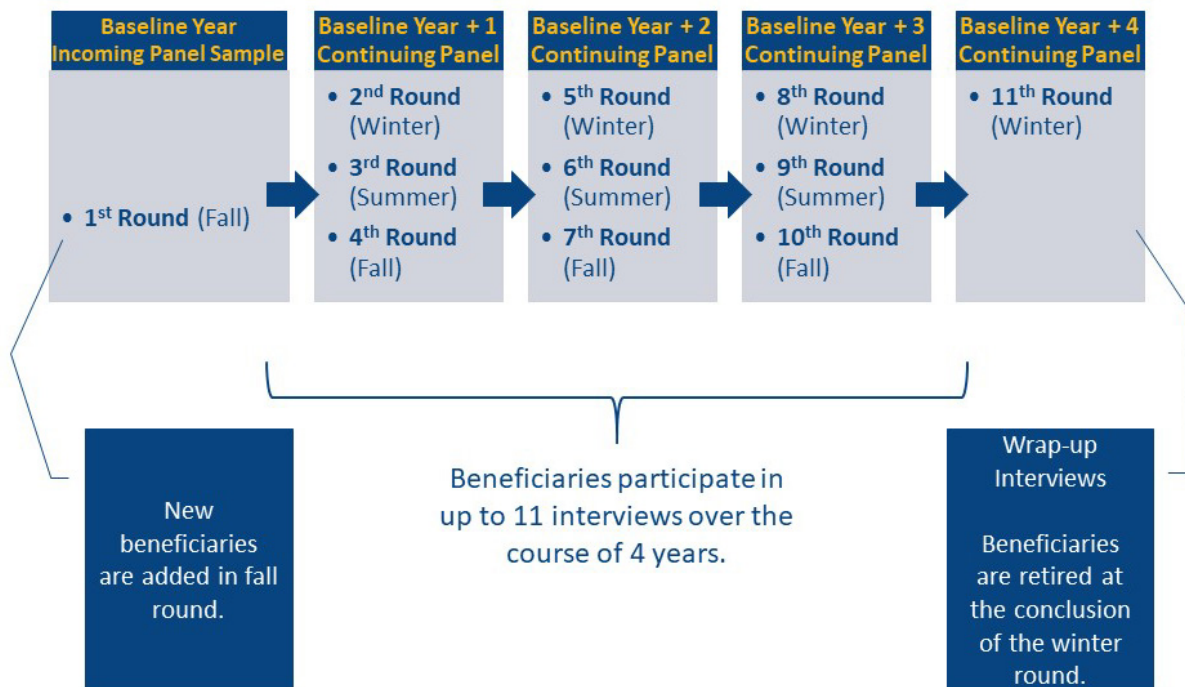 Baseline Year
Incoming Panel Sample
• 1st Round (Fall)
Baseline Year + 1
Continuing Panel
• 2nd Round
(Winter)
• 3rd Round
(Summer)
• 4th Round
(Fall)
Baseline Year + 2
Continuing Panel
• 5th Round
(Winter)
• 6th Round
(Summer)
• 7th Round
(Fall)
Baseline Year + 3
Continuing Panel
• 8th Round
(Winter)
• 9th Round
(Summer)
• 10th Round
(Fall)
Baseline Year + 4
Continuing Panel
• 11th Round
(Winter)
New
beneficiaries
are added in fall
round.
Beneficiaries participate in
up to 11 interviews over the
course of 4 years.
Wrap-up
Interviews
Beneficiaries
are retired at
the conclusion
of the winter
round.